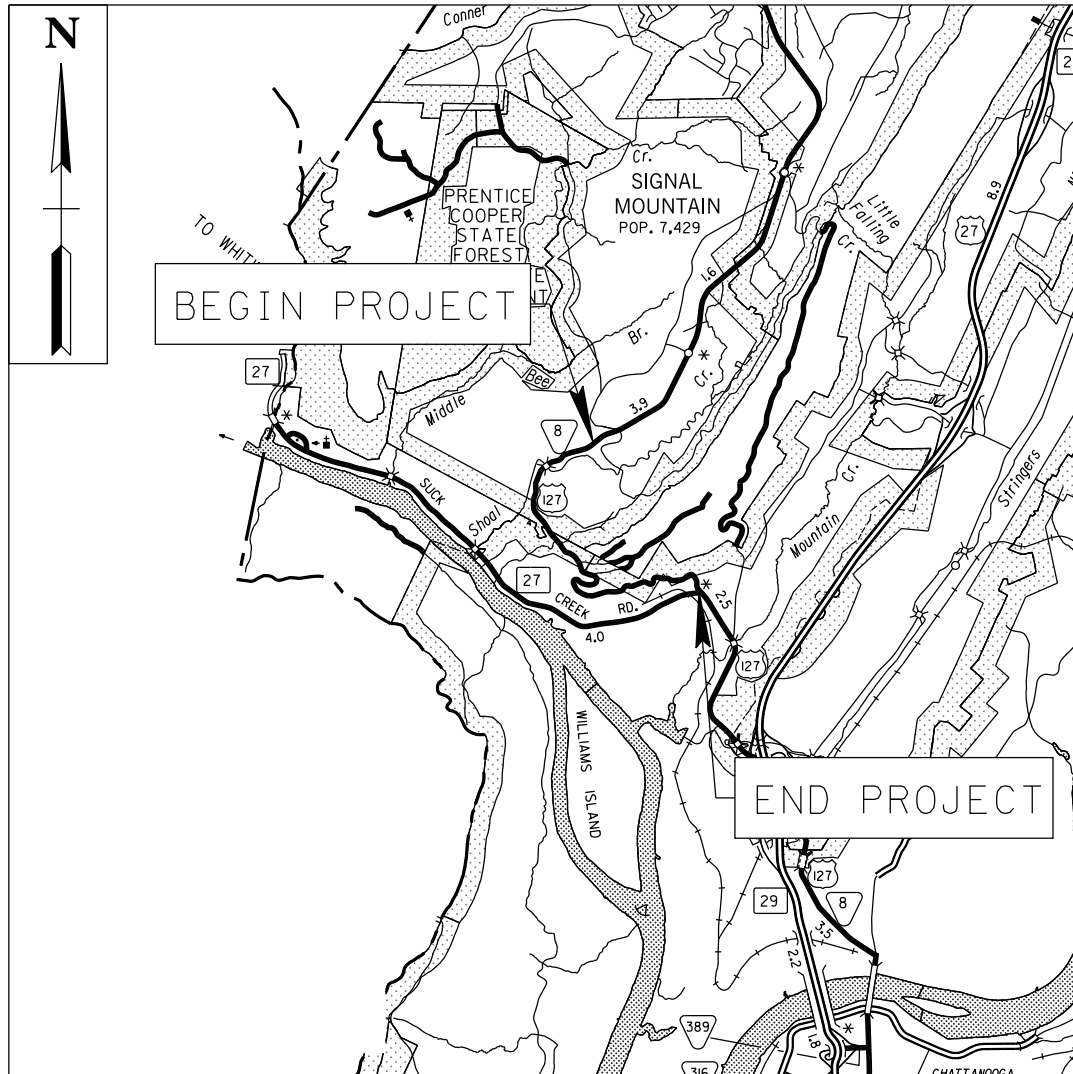 N
Conner
2
Cr.
SIGNAL
MOUNTAIN
POP. 7,429
PRENTICE
COOPER
STATE
FOREST
Little
Falling
Cr.
27
8.9
TO WHITW
BEGIN PROJECT
1.6
Br.
Bee
Middle
27
*
*
*
Cr.
3.9
8
127
SUCK
Shoal
Cr.
Mountain
Stringers
27
CREEK RD.
4.0
*
2.5
127
WILLIAMS
ISLAND
END PROJECT
127
29
8
3.5
2.2
389
*
1.8
316
CHATTANOOGA